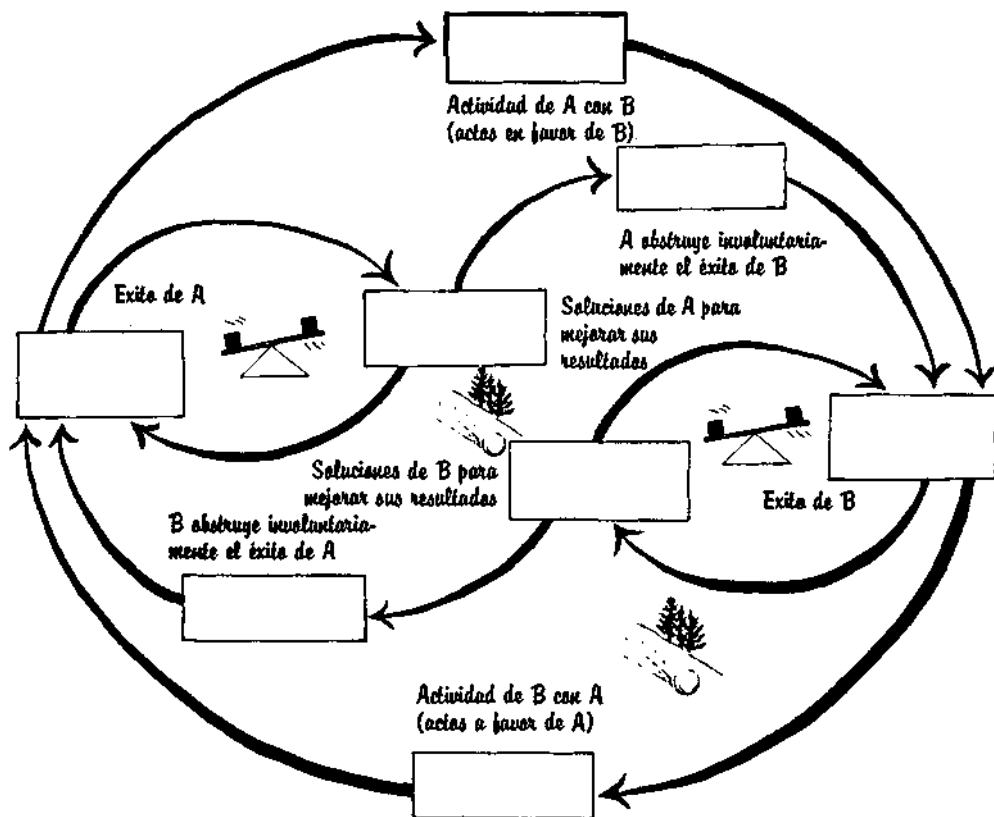 Actividad de A con B
(actos en favor de B)
A obstruye involuntaria-
mente el éxito de B
Exito de A
Soluciones de A para
mejorar sus
resultados
Soluciones de B para
mejorar sus resultados
Exito de B
B obstruye involuntaria-
mente el éxito de A
Actividad de B con A
(actos a favor de A)